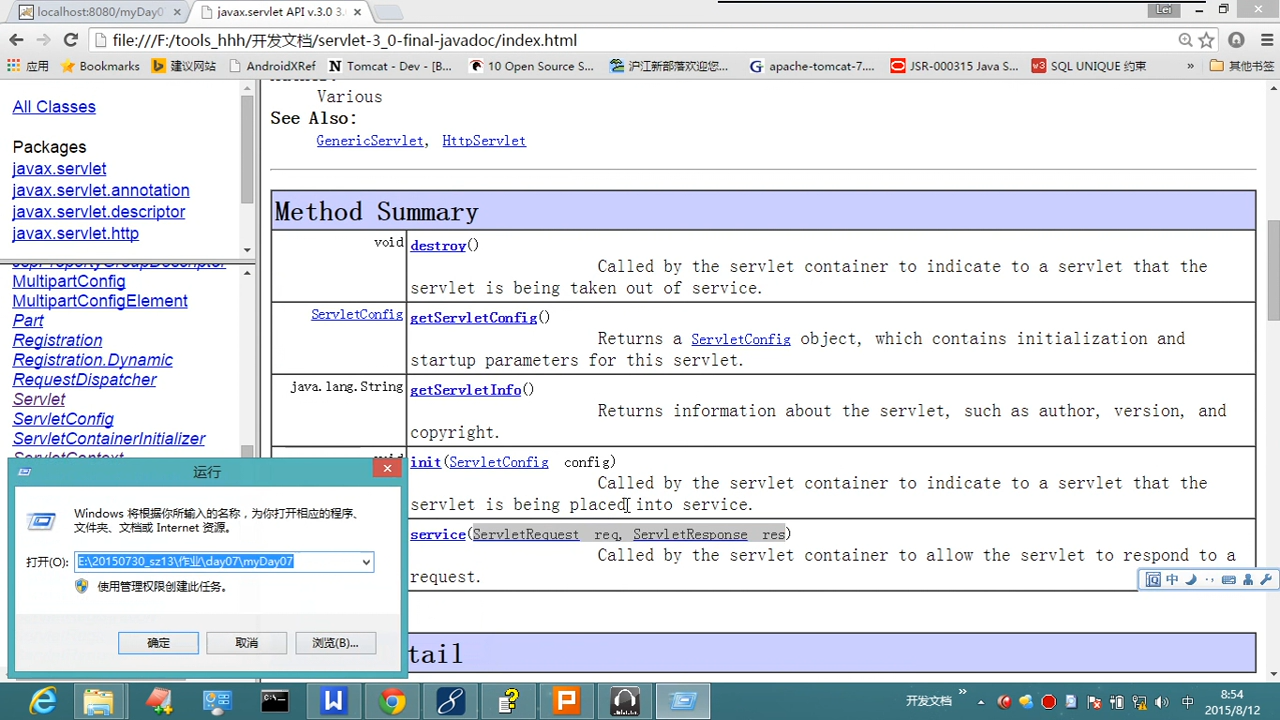 localhost:8080/myDay0
javax.servlet API v.3.0 3.
Lei
file:///F:/tools_hhh/开发文档/servlet-3_0-final-javadoc/index.html
应用
Bookmarks
建议网站
AndroidXRef
Tomcat - Dev - [B...
10 Open Source S...
沪江新部落欢迎您...
apache-tomcat-7....
JSR-000315 Java S...
SQL UNIQUE 约束
»
其他书签
All Classes
Packages
javax.servlet
javax.servlet.annotation
javax.servlet.descriptor
javax.servlet.http
JspPropertyGroupDescriptor
MultipartConfig
MultipartConfigElement
Part
Registration
Registration.Dynamic
RequestDispatcher
Servlet
ServletConfig
ServletContainerInitializer
ServletContext
Various
See Also:
GenericServlet, HttpServlet
Method Summary
void destroy()
Called by the servlet container to indicate to a servlet that the
servlet is being taken out of service.
ServletConfig getServletConfig()
Returns a ServletConfig object, which contains initialization and
startup parameters for this servlet.
java.lang.String getServletInfo()
Returns information about the servlet, such as author, version, and
copyright.
void init(ServletConfig config)
Called by the servlet container to indicate to a servlet that the
servlet is being placed into service.
service(ServletRequest req, ServletResponse res)
Called by the servlet container to allow the servlet to respond to a
request.
tail
运行
Windows 将根据你所输入的名称，为你打开相应的程序、
文件夹、文档或 Internet 资源。
打开(O):
E:\20150730_sz13\作业\day07\myDay07
使用管理权限创建此任务。
确定
取消
浏览(B)...
中
开发文档
»
中
8:54
2015/8/12